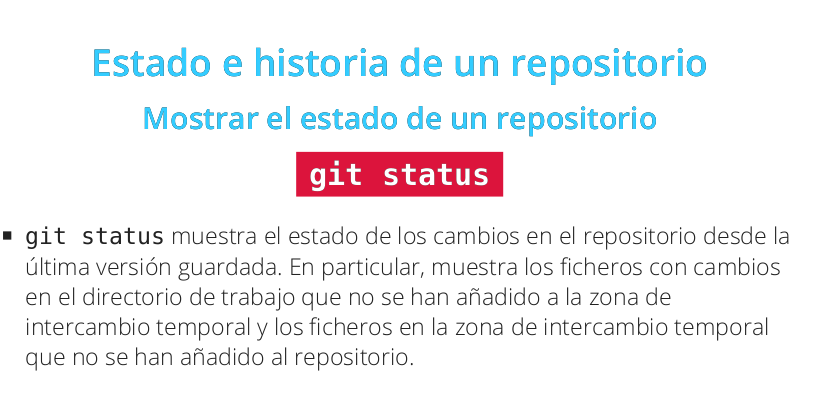 Estado e historia de un repositorio
Mostrar el estado de un repositorio
git status
▪ git status muestra el estado de los cambios en el repositorio desde la
última versión guardada. En particular, muestra los ficheros con cambios
en el directorio de trabajo que no se han añadido a la zona de
intercambio temporal y los ficheros en la zona de intercambio temporal
que no se han añadido al repositorio.